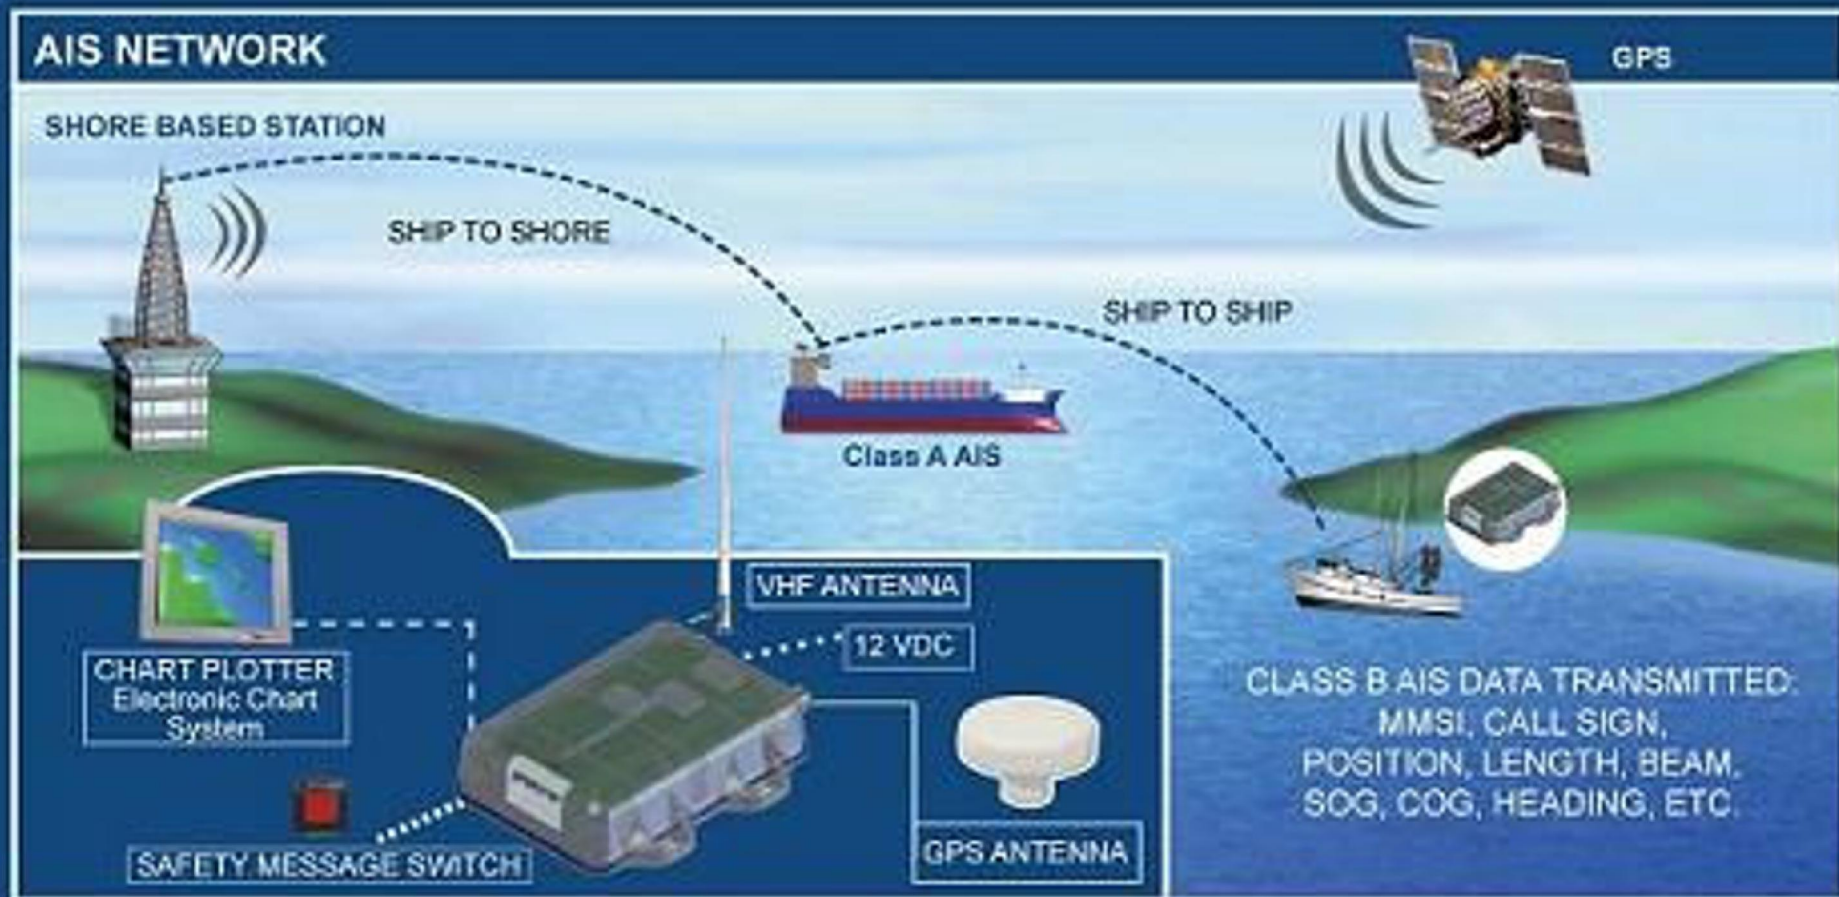 AIS NETWORK
GPS
SHORE BASED STATION
SHIP TO SHORE
SHIP TO SHIP
Class A AIS
VHF ANTENNA
12 VDC
CHART PLOTTER
Electronic Chart
System
SAFETY MESSAGE SWITCH
GPS ANTENNA
CLASS B AIS DATA TRANSMITTED:
MMSI, CALL SIGN,
POSITION, LENGTH, BEAM,
SOG, COG, HEADING, ETC.